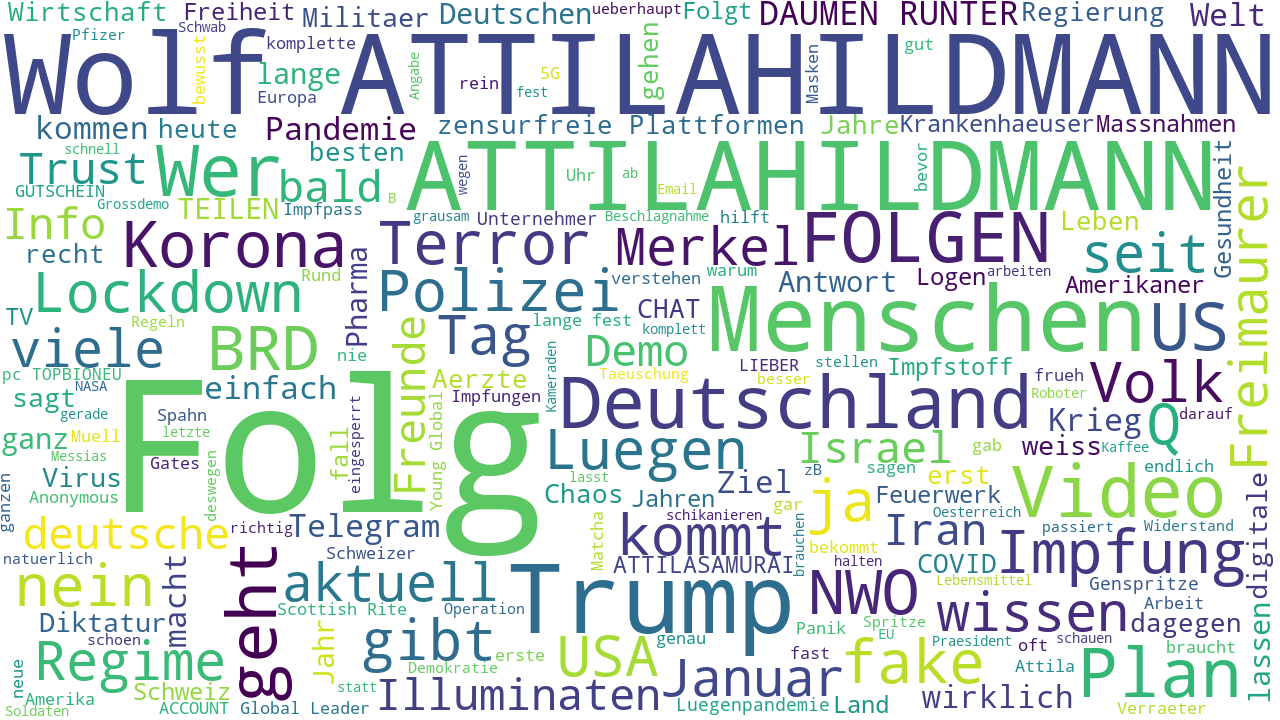 Wirtschaft Freiheit Militaer Deutschen ueberhaupt Folgt DAUMEN RUNTER Regierung Welt
Pfizer Schwab komplette gut
Wolf ATTILAHILDMANN
bewusst lange Angabe rein 5G fest gehen Masken
Europa
kommen heute Pandemie zensurfreie Plattformen Jahre Krankenhaeuser Massnahmen
schnell Trust Wer besten ATTILAHILDMANN wegen Uhr ab bevor Gesundheit
GUTSCHEIN bald B Email
Grossdemo TEILEN Impfpass grausam Unternehmer Beschlagnahme hilft
Info Korona Terror Merkel FOLGEN Leben Freimaurer
recht Pharma verstehen warum Antwort Logen arbeiten seit
Rund Amerikaner
Lockdown Polizei CHAT Menschen us
TV Regeln lange fest komplett
viele BRD nie Freunde Tag Demo
pc TOPBIONEU NASA einfach Aerzte Kameraden Taeuschung LIEBER besser stellen Impfstoff frueh Roboter Volk
sagt gerade Spahn Impfungen Deutschland Krieg Q darauf
Folg
ganz Muell letzte fall eingesperrt Young Global Luegen Israel gab weiss Kaffee
Messias Gates
Virus Anonymous deswegen lasst Chaos Jahren Ziel zB sagen erst endlich
ganzen gar ja Feuerwerk Video digitale
deutsche richtig Telegram Matcha kommt schikanieren Iran Oesterreich passiert Widerstand
natuerlich Schweizer ATTILASAMURAI brauchen bekommt halten COVID Impfung
nein macht geht aktuell Trump NWO Lebensmittel Genspritze
Diktatur Scottish Rite Operation wissen Arbeit lassen
schoen Jahr gibt genau Panik Spritze EU Praesident oft schauen dagegen
neue Regime Demokratie erste USA fast fake Attila braucht Plan
Amerika Schweiz statt Januar wirklich
Soldaten ACCOUNT Global Leader Illuminaten Luegenpandemie Land Verraeter